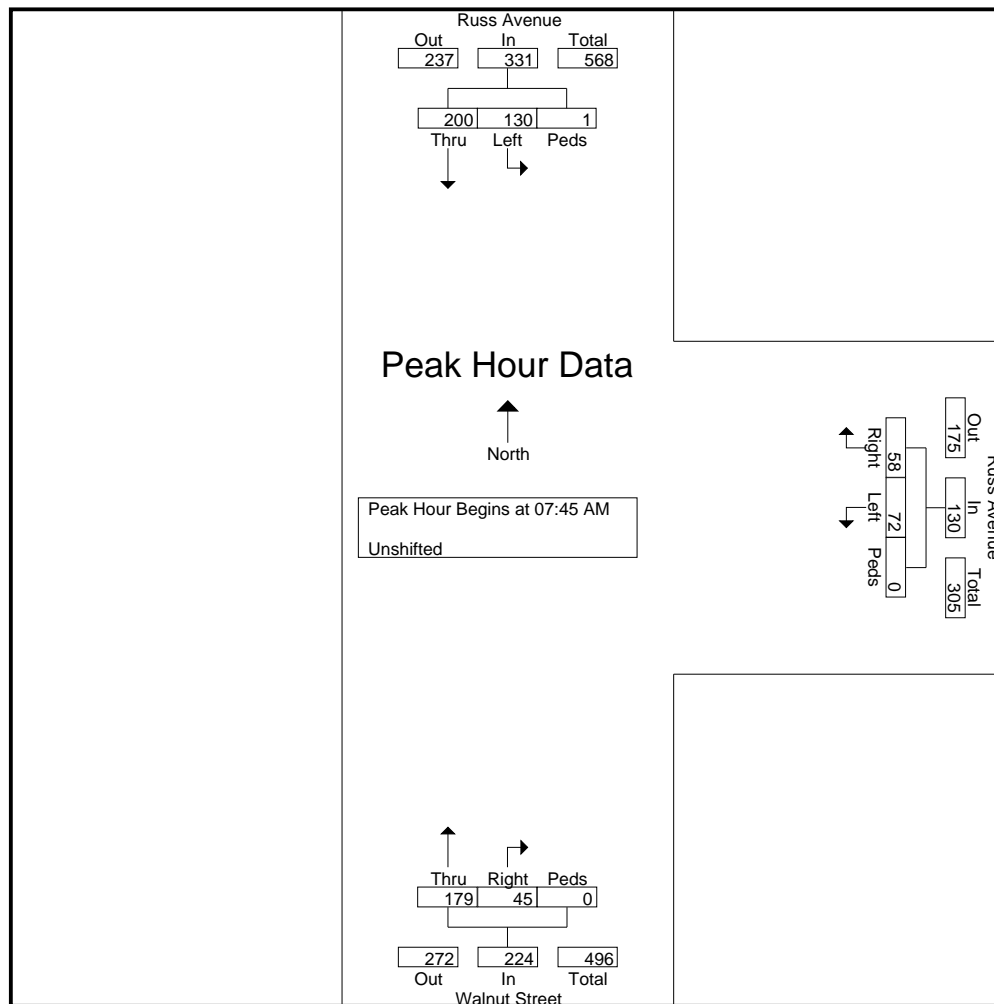 Russ Avenue
Out In Total
237 331 568
200 130 1
Thru Left Peds
Peak Hour Data
North
Peak Hour Begins at 07:45 AM
Unshifted
Russ Avenue
Out In Total
175 130 305
58 72 0
Right Left Peds
Thru Right Peds
179 45 0
272 224 496
Out In Total
Walnut Street